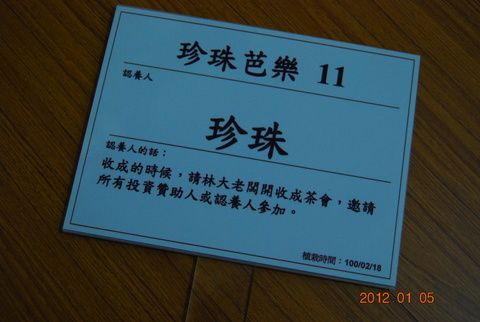 珍珠芭樂 11
認養人
珍珠
認養人的話：
收成的時候，請林大老闆開收成茶會，邀請
所有投資贊助人或認養人參加。
植栽時間：100/02/18
2012 01 05